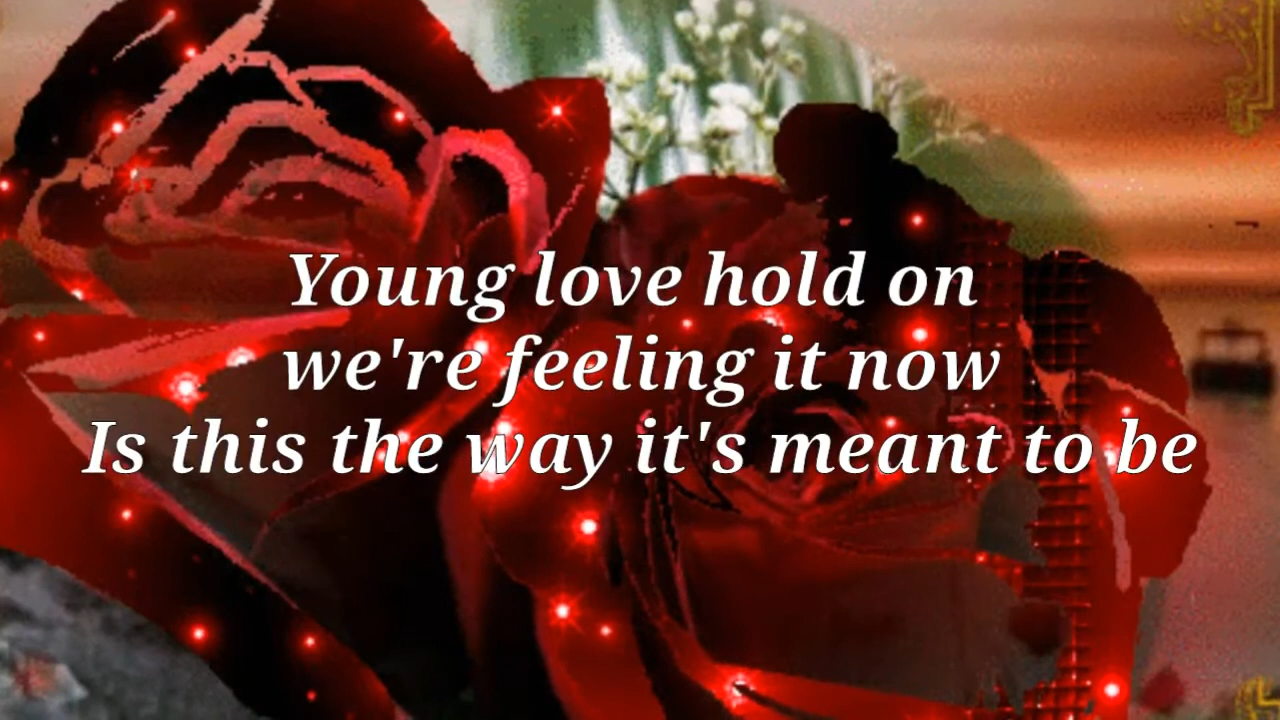 Young love hold on
we're feeling it now
Is this the way it's meant to be